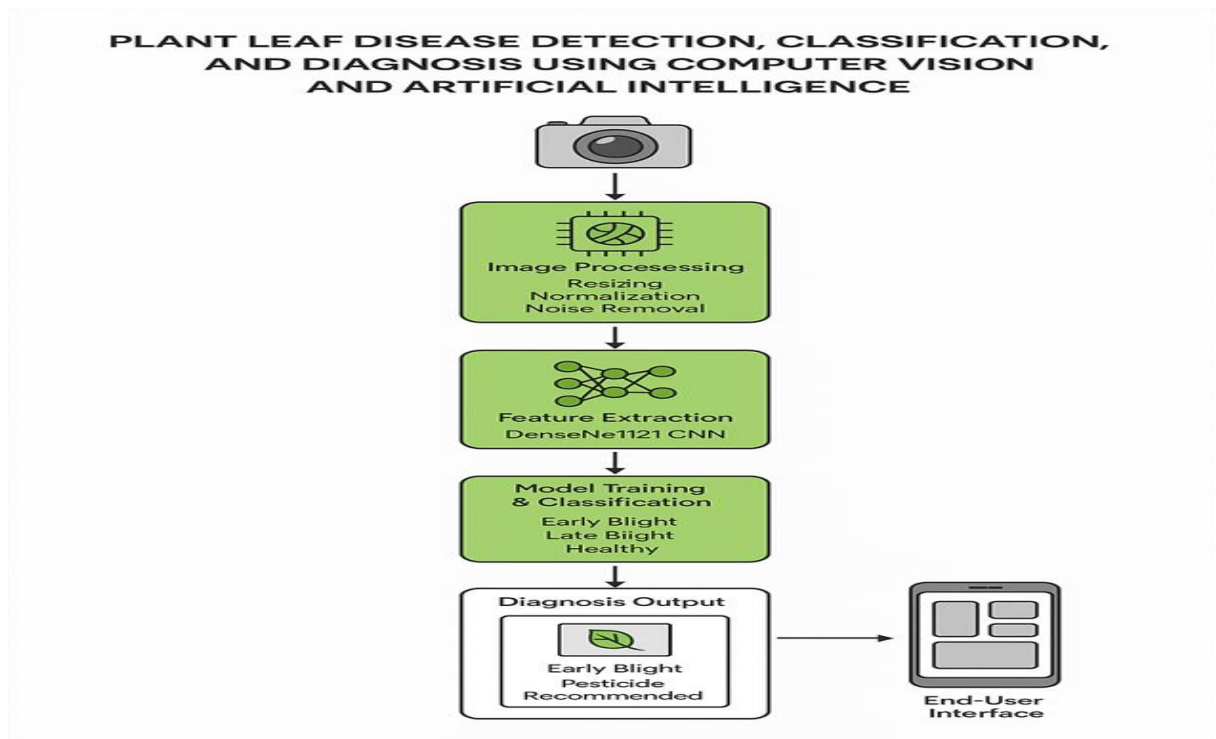 PLANT LEAF DISEASE DETECTION, CLASSIFICATION,
AND DIAGNOSIS USING COMPUTER VISION
AND ARTIFICIAL INTELLIGENCE
Image Procesessing
Resizing
Normalization
Noise Removal
Feature Extraction
DenseNe1121 CNN
Model Training
& Classification
Early Blight
Late Biight
Healthy
Diagnosis Output
Early Blight
Pesticide
Recommended
End-User
Interface